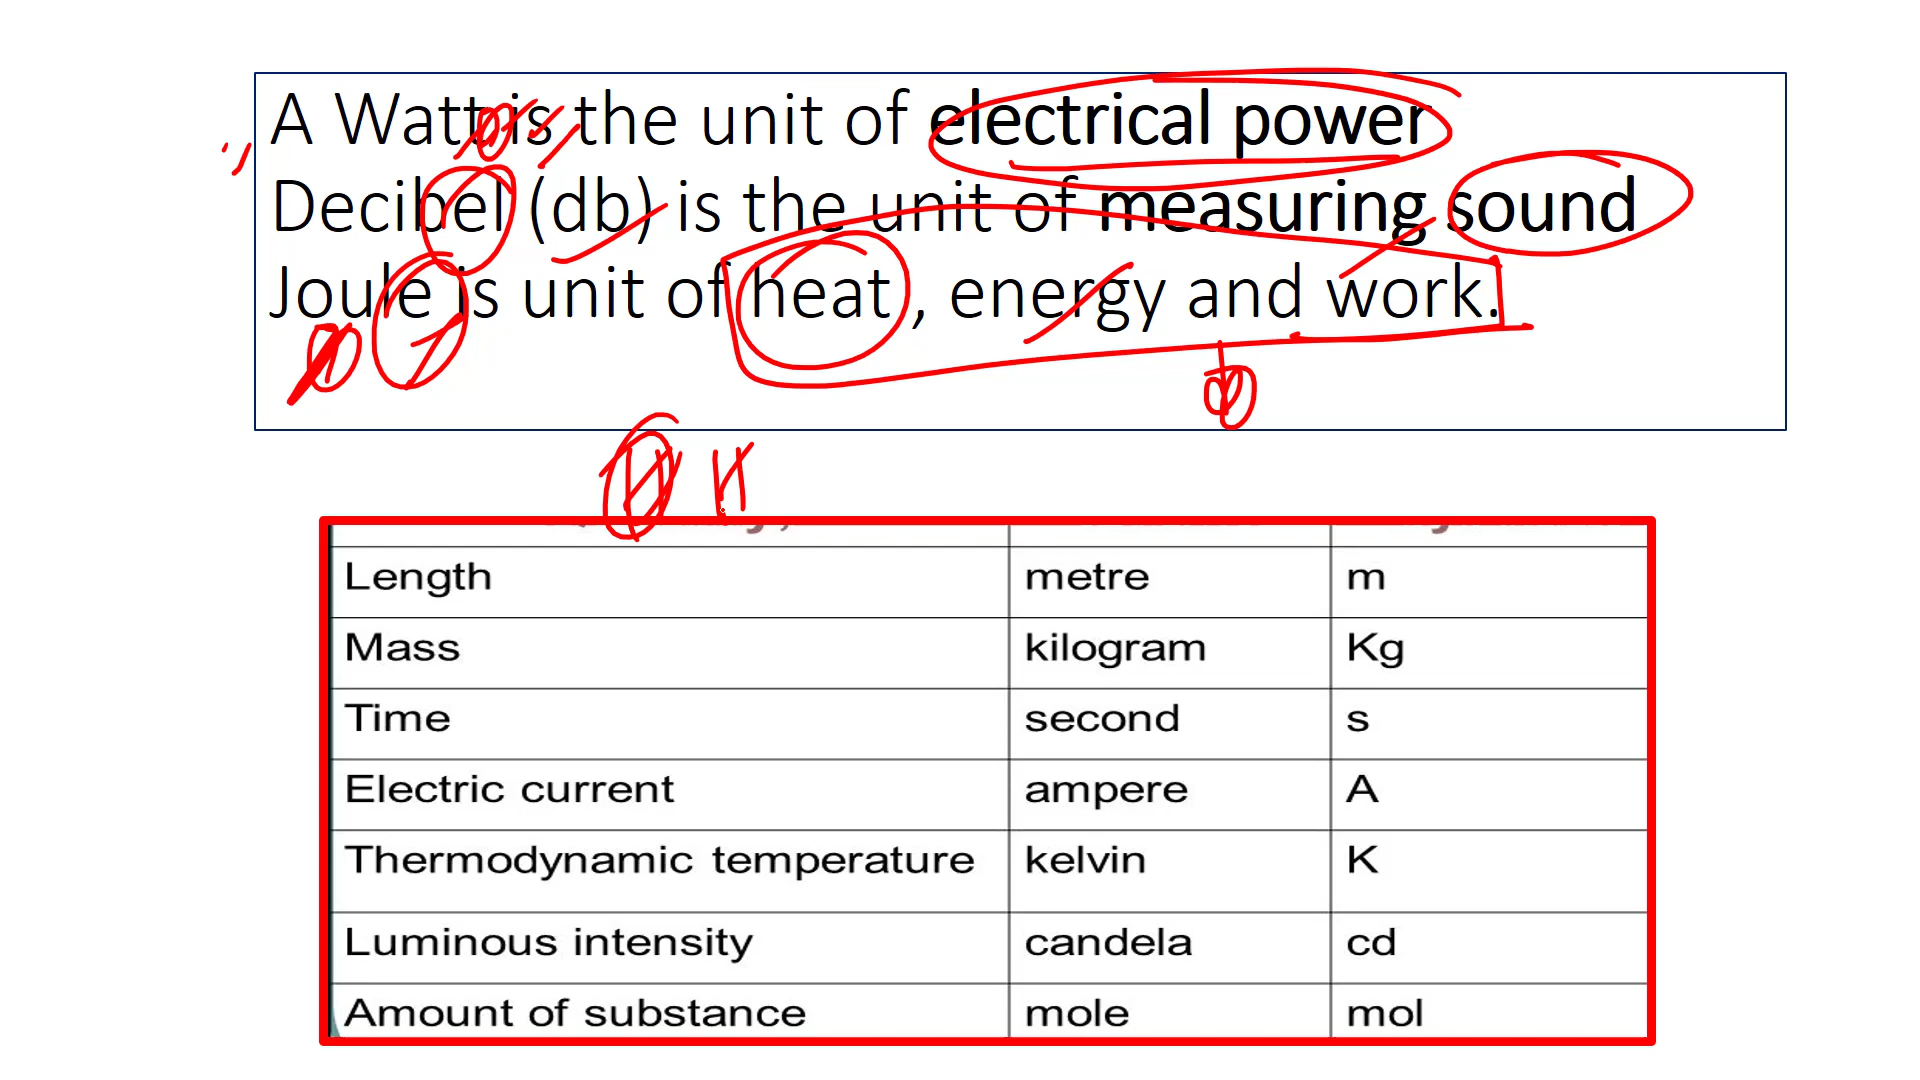 A Watt is the unit of electrical power
Decibel (db) is the unit of measuring sound
Joule is unit of heat , energy and work.
H H
Length metre m
Mass kilogram Kg
Time second s
Electric current ampere A
Thermodynamic temperature kelvin K
Luminous intensity candela cd
Amount of substance mole mol